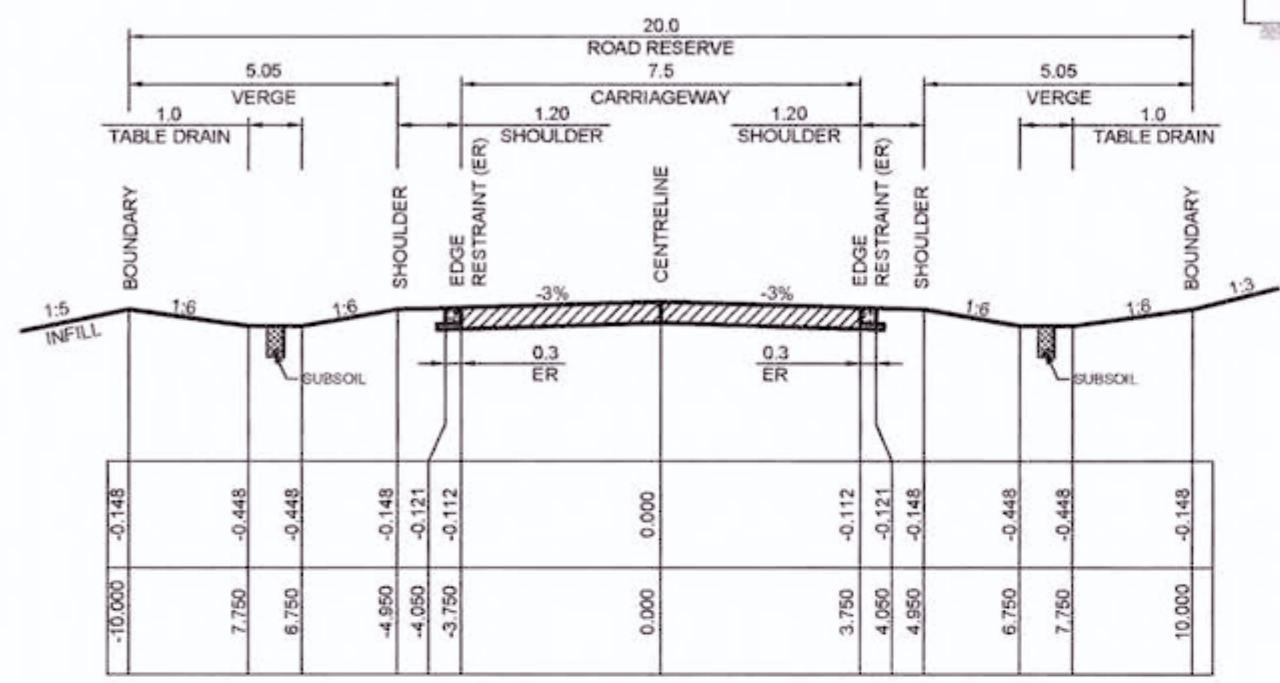 20.0
ROAD RESERVE
5.05
VERGE
7.5
CARRIAGEWAY
5.05
VERGE
1.0
TABLE DRAIN
1.20
SHOULDER
1.20
SHOULDER
1.0
TABLE DRAIN
BOUNDARY
SHOULDER
EDGE
RESTRAINT (ER)
CENTRELINE
EDGE
RESTRAINT (ER)
SHOULDER
BOUNDARY
1:5
INFILL
1:6
1:6
-3%
-3%
1:6
1:6
1:3
SUBSOIL
0.3
ER
0.3
ER
SUBSOIL
-0.148
-0.448
-0.448
-0.148
-0.121
-0.112
0.000
-0.112
-0.121
-0.148
-0.448
-0.448
-0.148
-10.000
7.750
6.750
-4.950
-4.050
-3.750
0.000
3.750
4.050
4.950
6.750
7.750
10.000